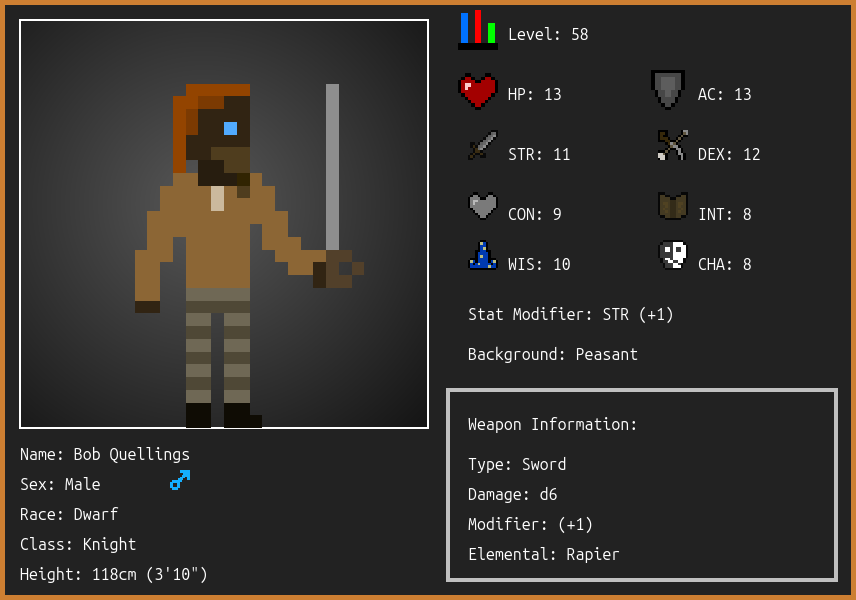 Level: 58
HP: 13
AC: 13
STR: 11
DEX: 12
CON: 9
INT: 8
WIS: 10
CHA: 8
Stat Modifier: STR (+1)
Background: Peasant
Weapon Information:
Type: Sword
Damage: d6
Modifier: (+1)
Elemental: Rapier
Name: Bob Quellings
Sex: Male
Race: Dwarf
Class: Knight
Height: 118cm (3'10")